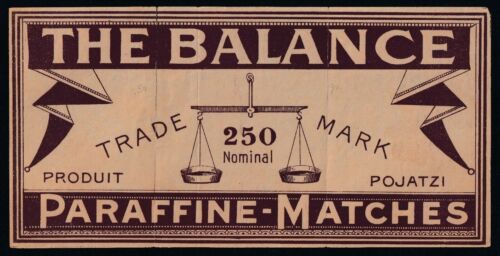 THE BALANCE
TRADE MARK
250
Nominal
PRODUIT
POJATZI
PARAFFINE-MATCHES